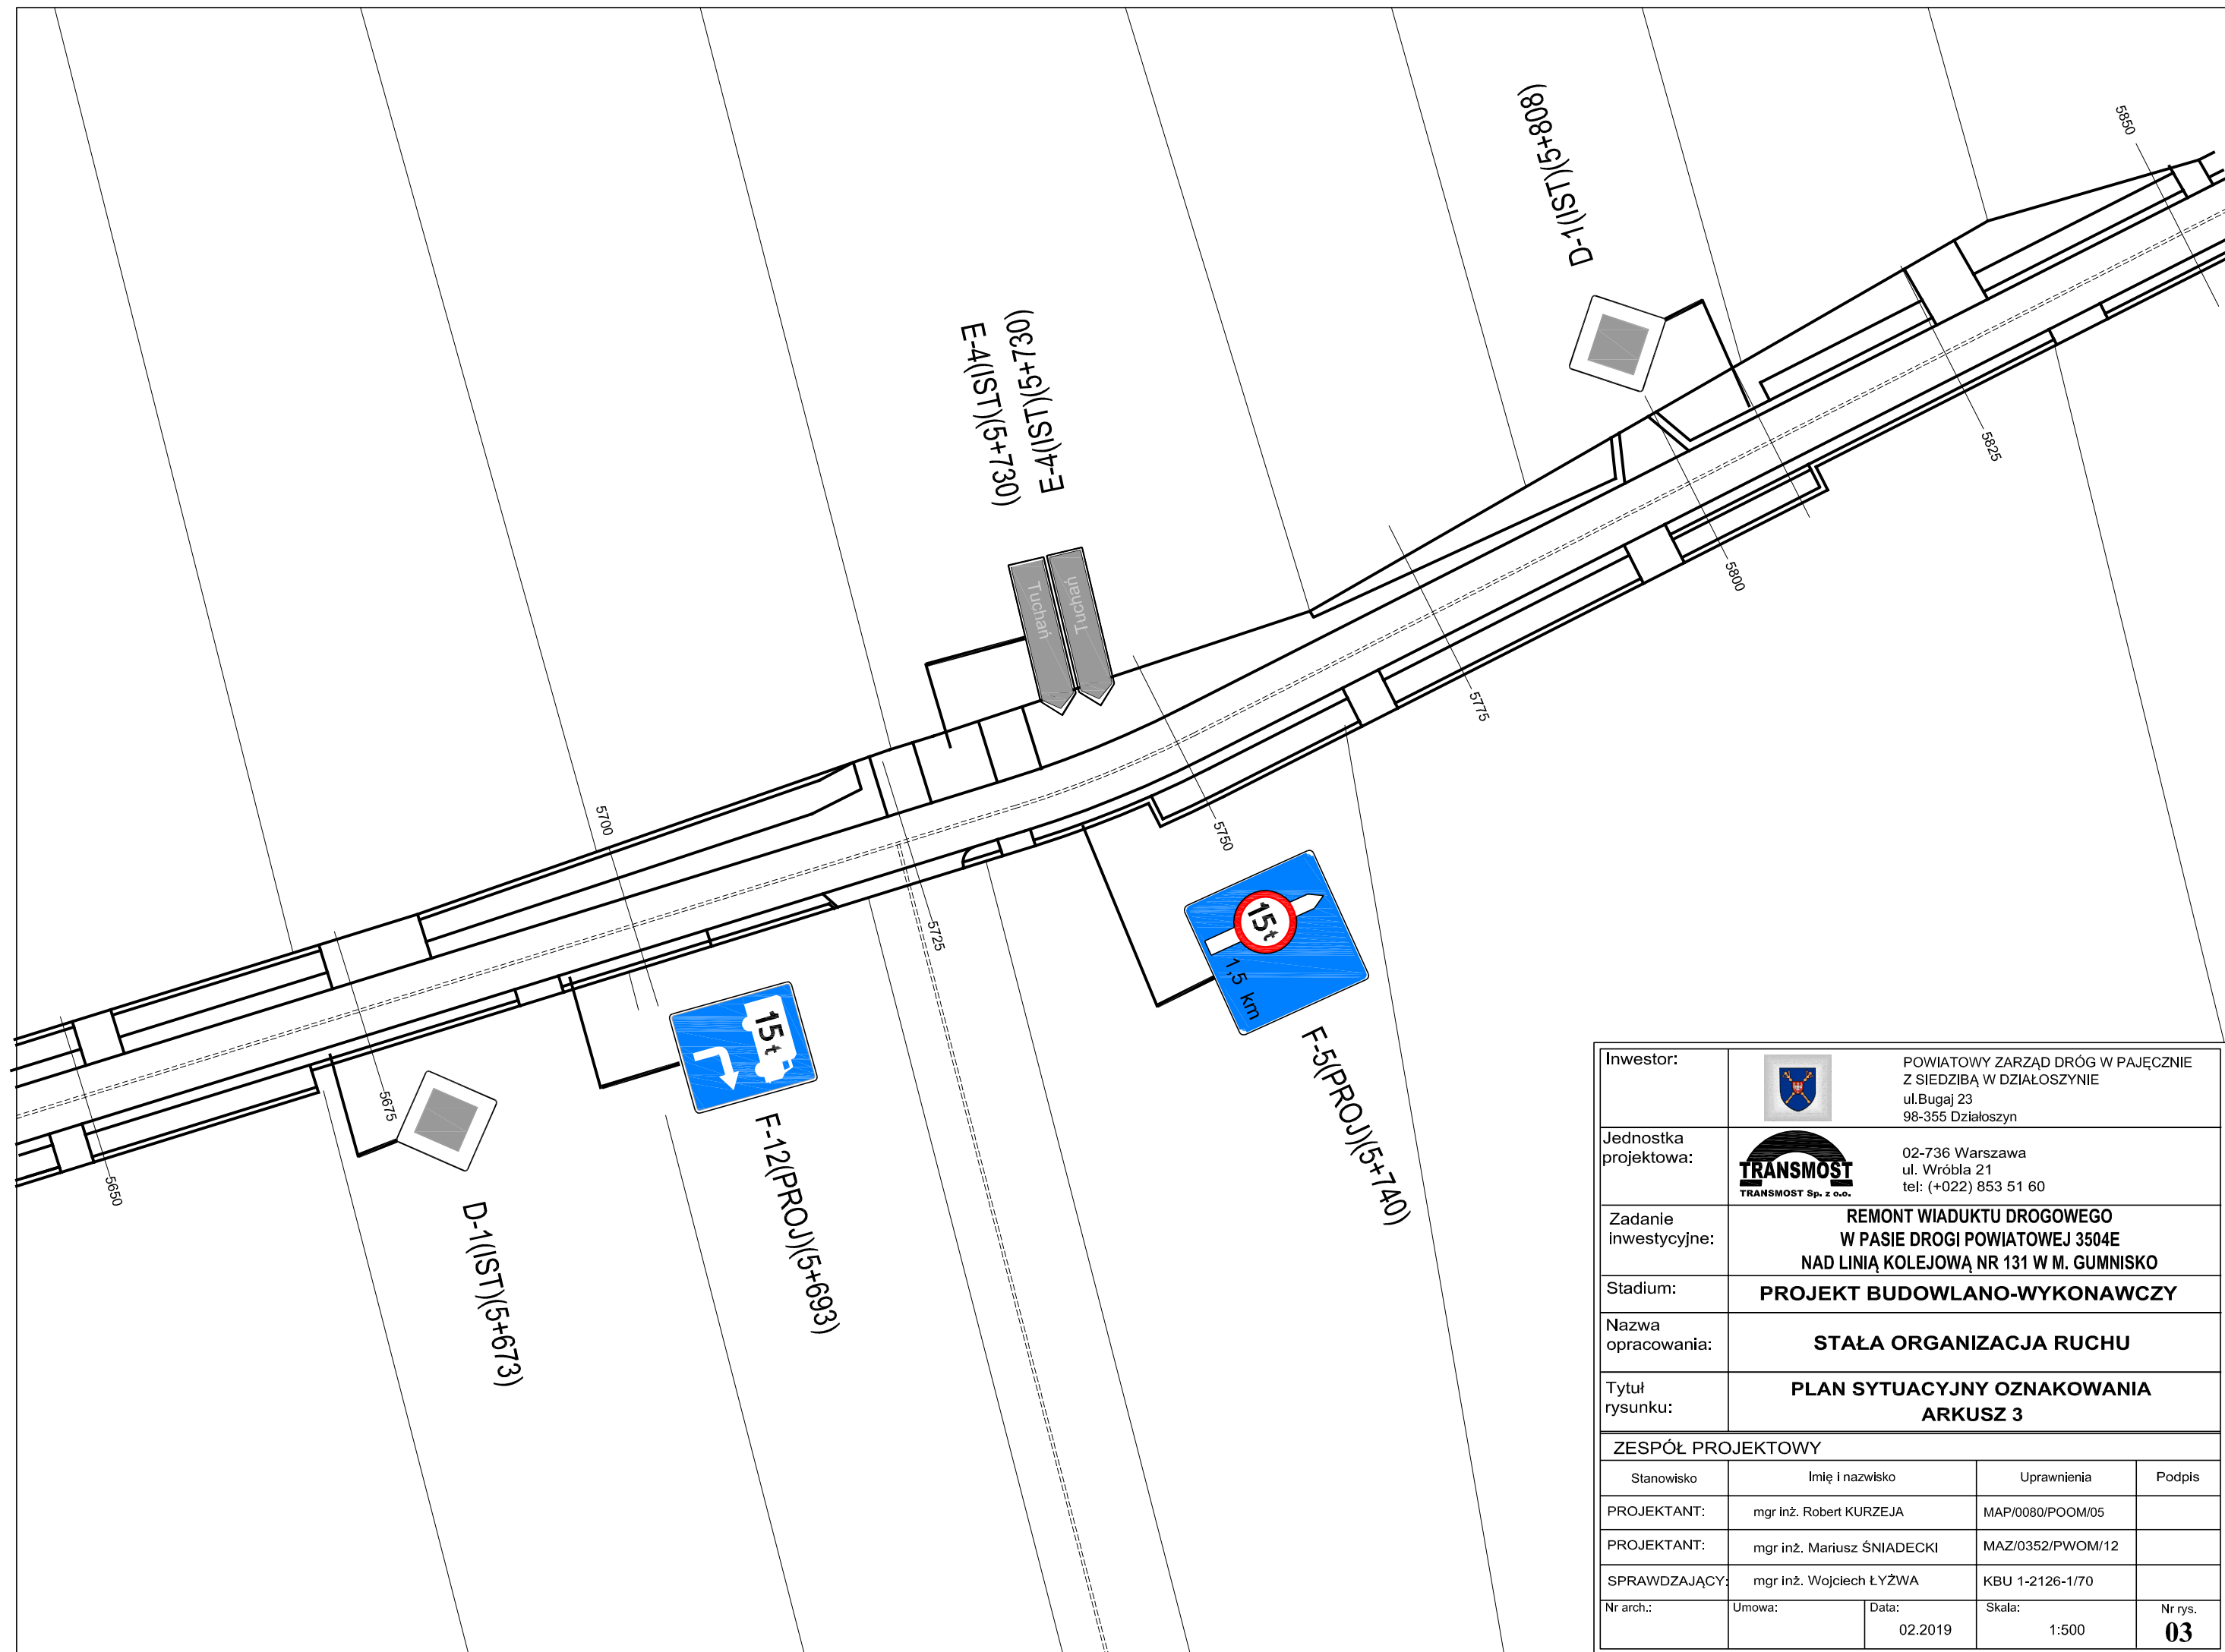 D-1(IST)(5+808)
5850
E-4(IST)(5+730)
E-4(IST)(5+730)
5825
5800
Tuchań
Tuchań
5775
5700
5750
5725
15t
1,5 km
F-5(PROJ)(5+740)
15t
F-12(PROJ)(5+693)
5675
5650
D-1(IST)(5+673)
Inwestor:
POWIATOWY ZARZĄD DRÓG W PAJĘCZNIE
Z SIEDZIBĄ W DZIAŁOSZYNIE
ul.Bugaj 23
98-355 Działoszyn
Jednostka
projektowa:
TRANSMOST
TRANSMOST Sp. z o.o.
02-736 Warszawa
ul. Wróbla 21
tel: (+022) 853 51 60
Zadanie
inwestycyjne:
REMONT WIADUKTU DROGOWEGO
W PASIE DROGI POWIATOWEJ 3504E
NAD LINIĄ KOLEJOWĄ NR 131 W M. GUMNISKO
Stadium:
PROJEKT BUDOWLANO-WYKONAWCZY
Nazwa
opracowania:
STAŁA ORGANIZACJA RUCHU
Tytuł
rysunku:
PLAN SYTUACYJNY OZNAKOWANIA
ARKUSZ 3
ZESPÓŁ PROJEKTOWY
Stanowisko Imię i nazwisko Uprawnienia Podpis
PROJEKTANT: mgr inż. Robert KURZEJA MAP/0080/POOM/05
PROJEKTANT: mgr inż. Mariusz ŚNIADECKI MAZ/0352/PWOM/12
SPRAWDZAJĄCY: mgr inż. Wojciech ŁYŻWA KBU 1-2126-1/70
Nr arch.: Umowa: Data: Skala: Nr rys.
02.2019 1:500 03